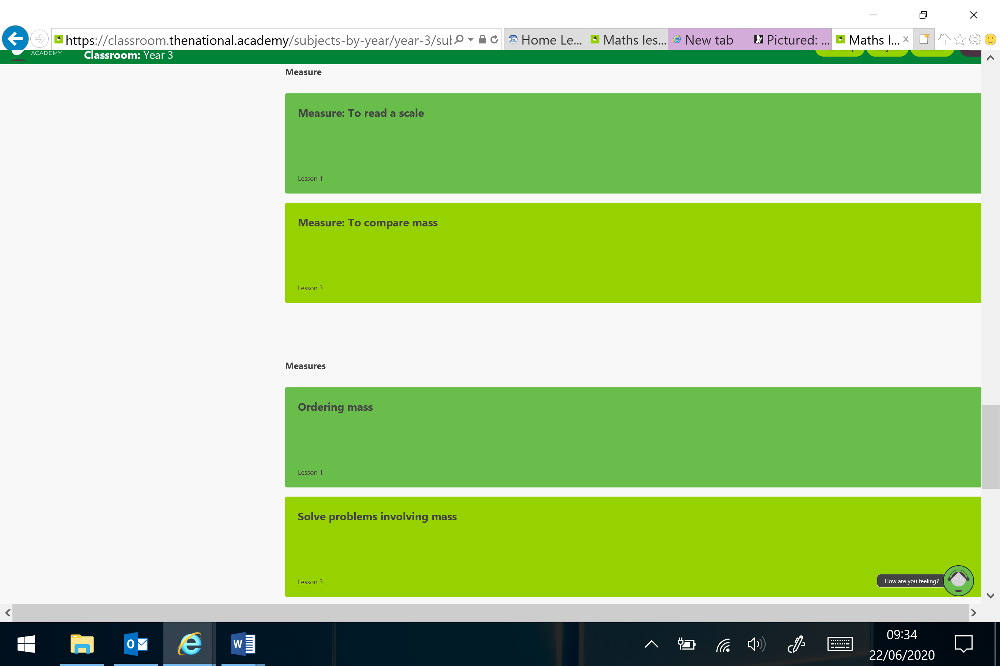 https://classroom.thenational.academy/subjects-by-year/year-3/sub
Home Le...
Maths les...
New tab
Pictured: ...
Maths l...
ACADEMY
Classroom: Year 3
Measure
Measure: To read a scale
Lesson 1
Measure: To compare mass
Lesson 3
Measures
Ordering mass
Lesson 1
Solve problems involving mass
Lesson 3
How are you feeling?
09:34
22/06/2020